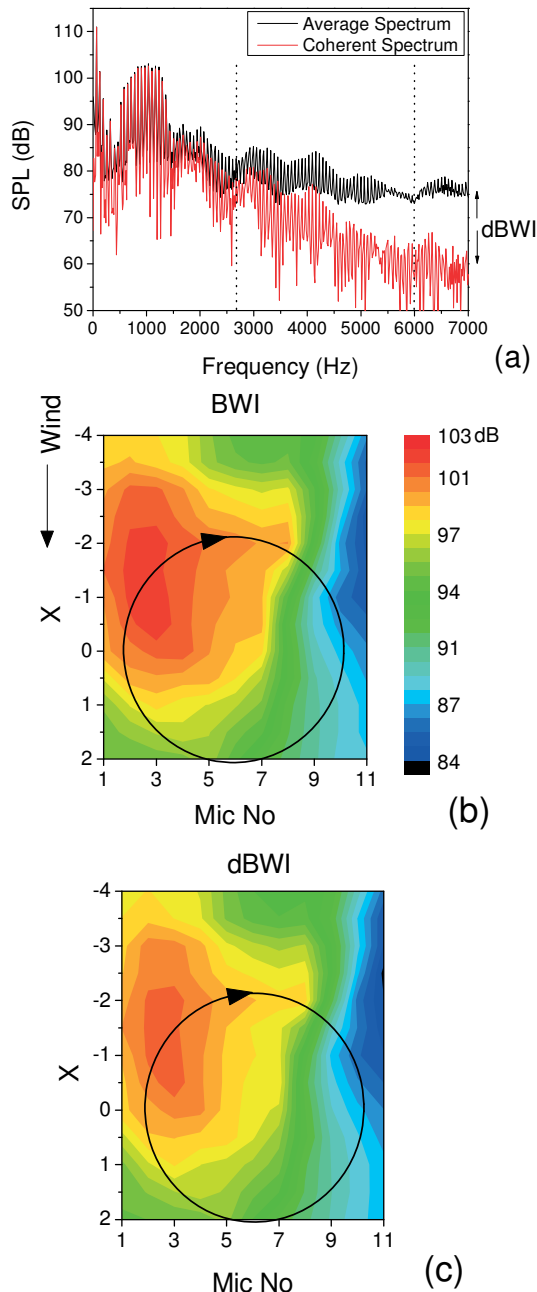 Average Spectrum
Coherent Spectrum
SPL (dB)
110
100
90
80
75
60
50
dBWI
0 1000 2000 3000 4000 5000 6000 7000
Frequency (Hz)
(a)
BWI
Wind
X
-4
-3
-2
-1
0
1
2
1 3 5 7 9 11
Mic No
103 dB
101
97
94
91
87
84
(b)
dBWI
X
-4
-3
-2
-1
0
1
2
1 3 5 7 9 11
Mic No
(c)